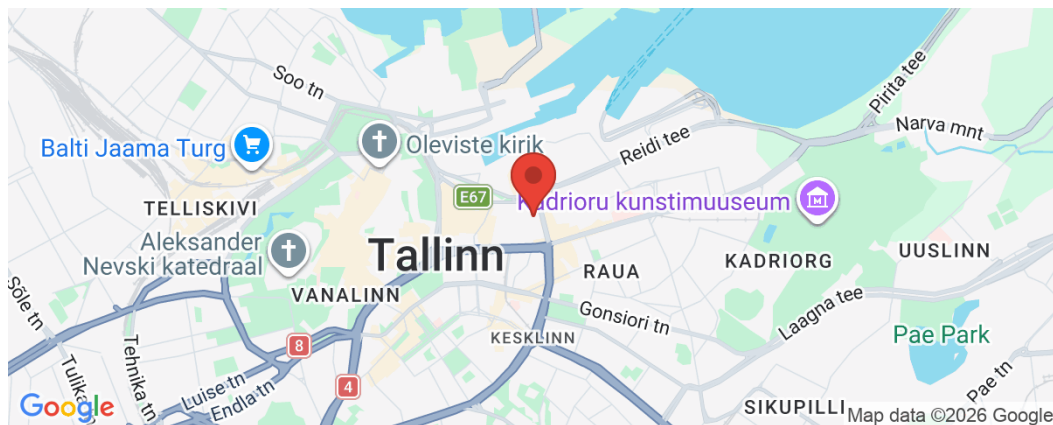 Soo tn
Pirita tee
Narva mnt
Balti Jaama Turg
Oleviste kirik
Reidi tee
E67
Kadrioru kunstimuuseum
TELLISKIVI
Aleksander
Nevski katedraal
Tallinn
RAUA
KADRIORG
UUSLINN
VANALINN
Sõle tn
Gonsiori tn
Laagna tee
Pae Park
8
KESKLINN
Tehnika tn
Tulika tn
Luise tn
4
Endla tn
Pae tn
SIKUPILLI
Google
Map data ©2026 Google